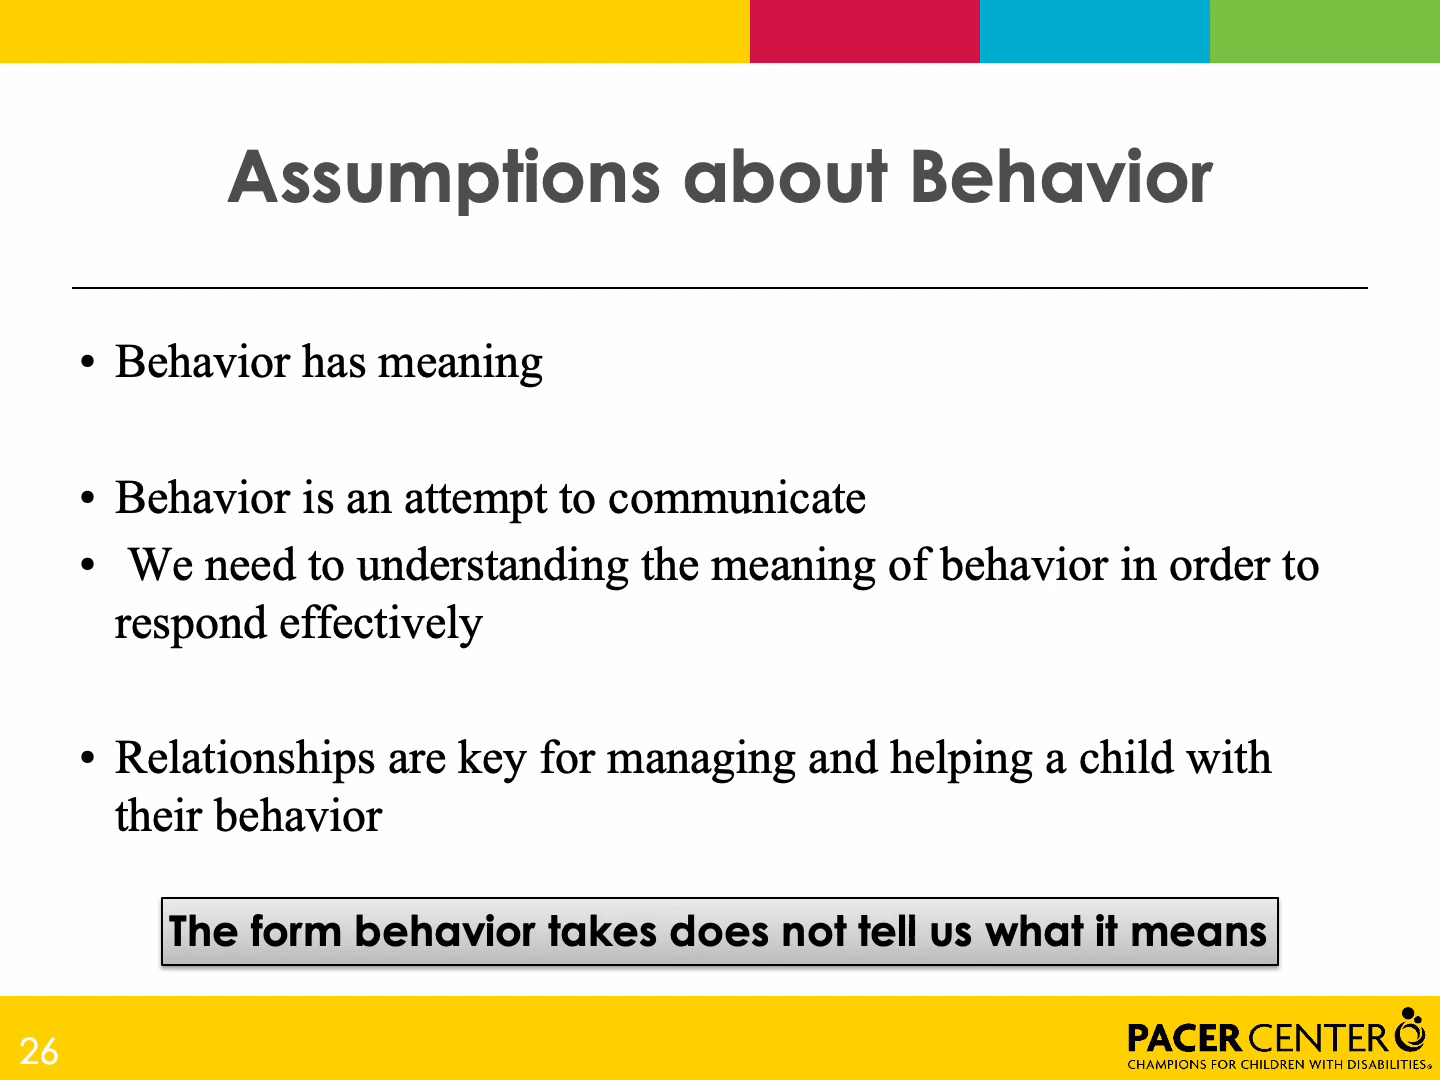 Assumptions about Behavior
• Behavior has meaning
• Behavior is an attempt to communicate
• We need to understanding the meaning of behavior in order to
respond effectively
• Relationships are key for managing and helping a child with
their behavior
The form behavior takes does not tell us what it means
26
PACER CENTER
CHAMPIONS FOR CHILDREN WITH DISABILITIES®